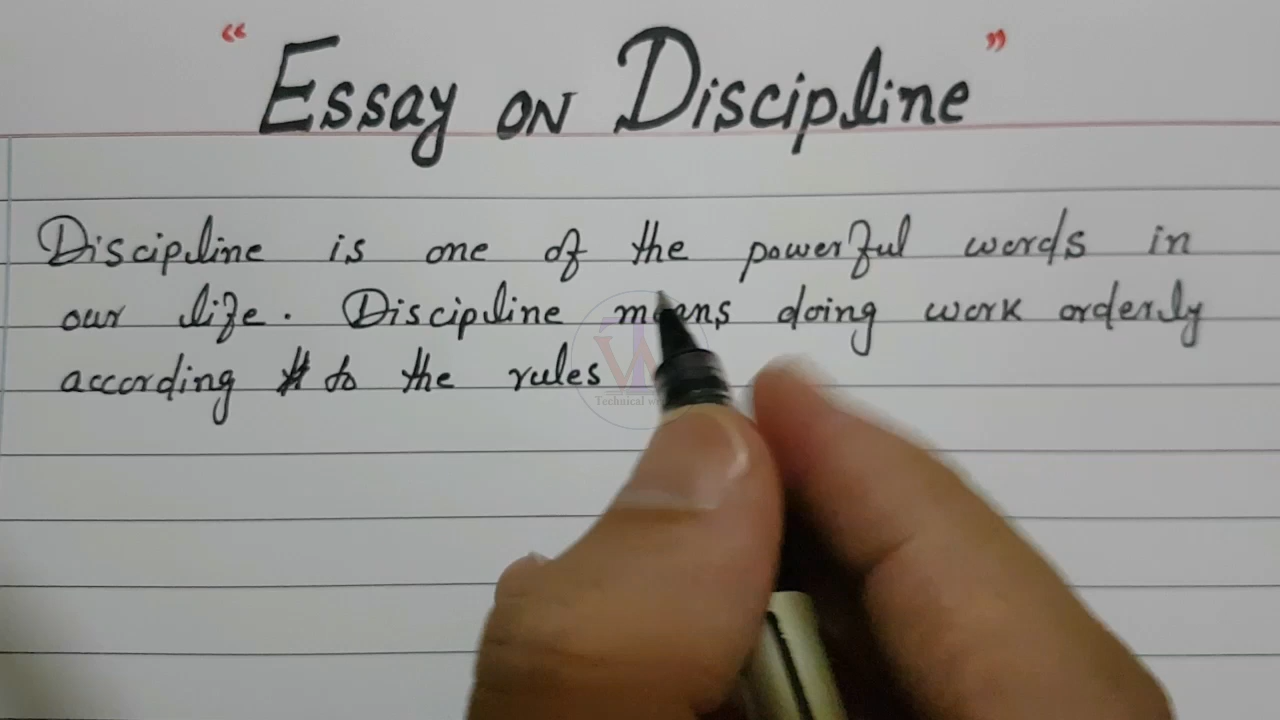 “Essay on Discipline”
Discipline is one of the powerful words in
our life. Discipline means doing work orderly
according to the rules
Technical